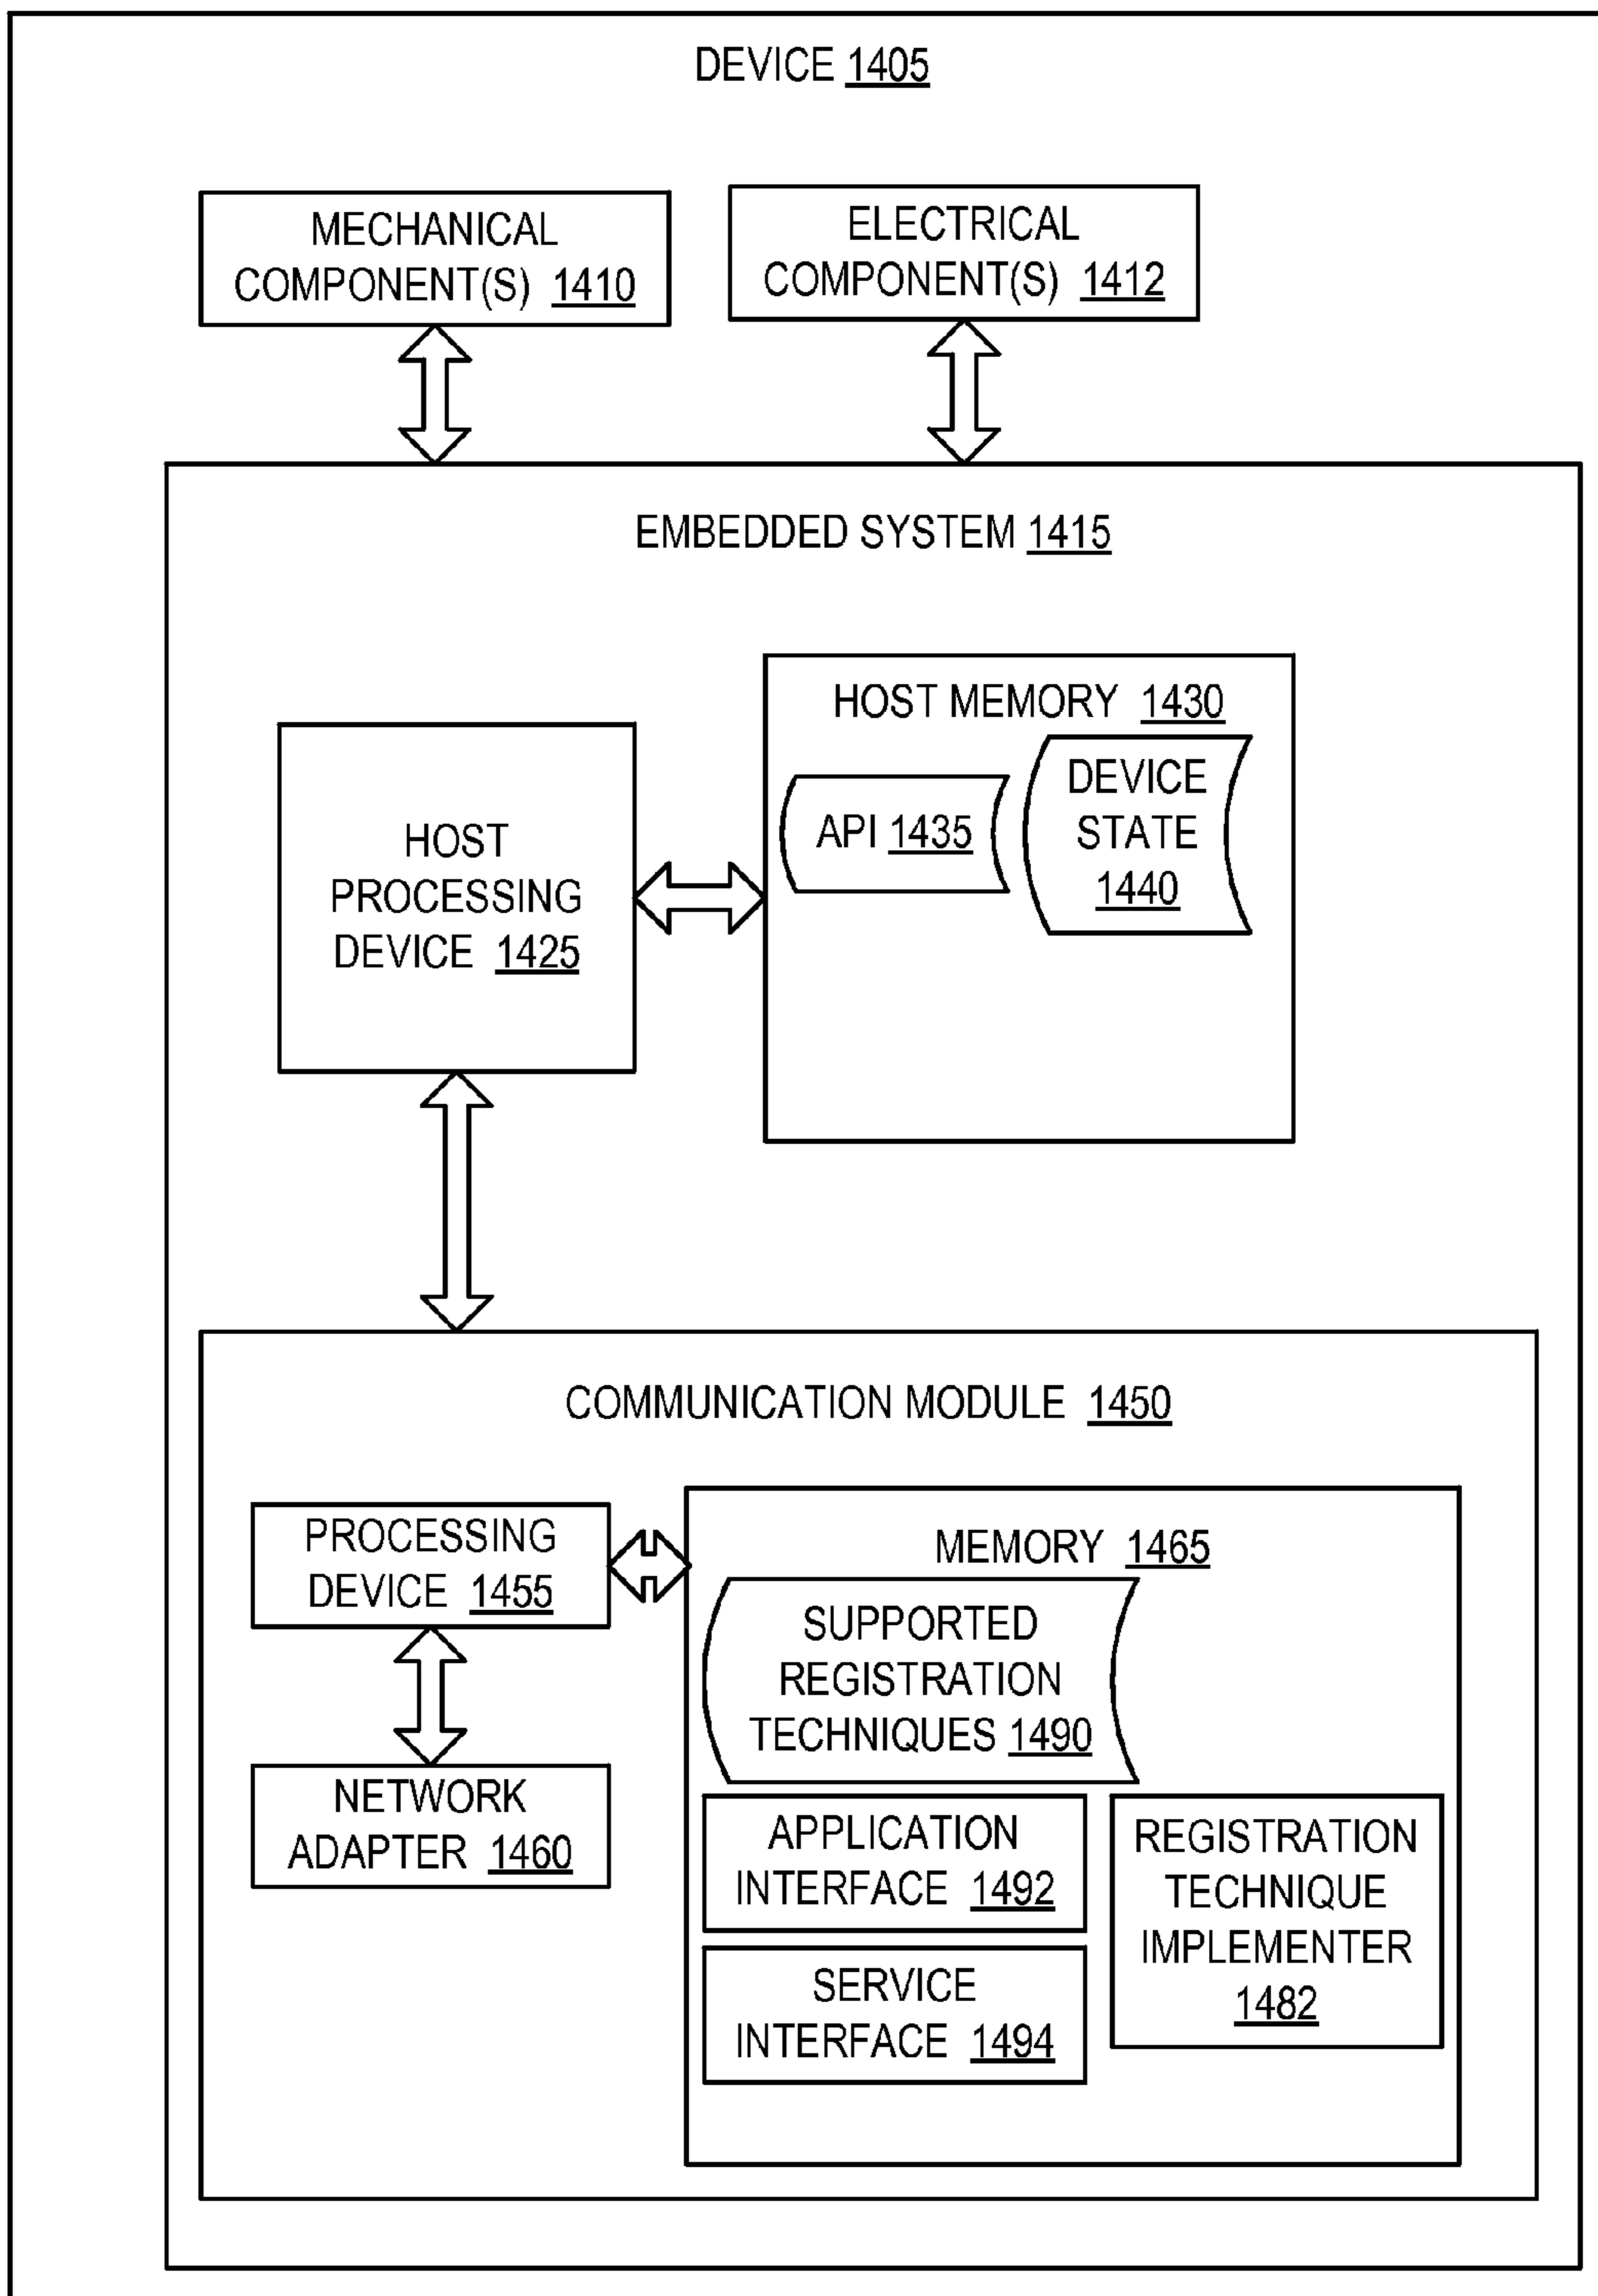 DEVICE 1405
MECHANICAL
COMPONENT(S) 1410
ELECTRICAL
COMPONENT(S) 1412
EMBEDDED SYSTEM 1415
HOST
PROCESSING
DEVICE 1425
HOST MEMORY 1430
API 1435
DEVICE
STATE
1440
COMMUNICATION MODULE 1450
PROCESSING
DEVICE 1455
NETWORK
ADAPTER 1460
MEMORY 1465
SUPPORTED
REGISTRATION
TECHNIQUES 1490
APPLICATION
INTERFACE 1492
SERVICE
INTERFACE 1494
REGISTRATION
TECHNIQUE
IMPLEMENTER
1482